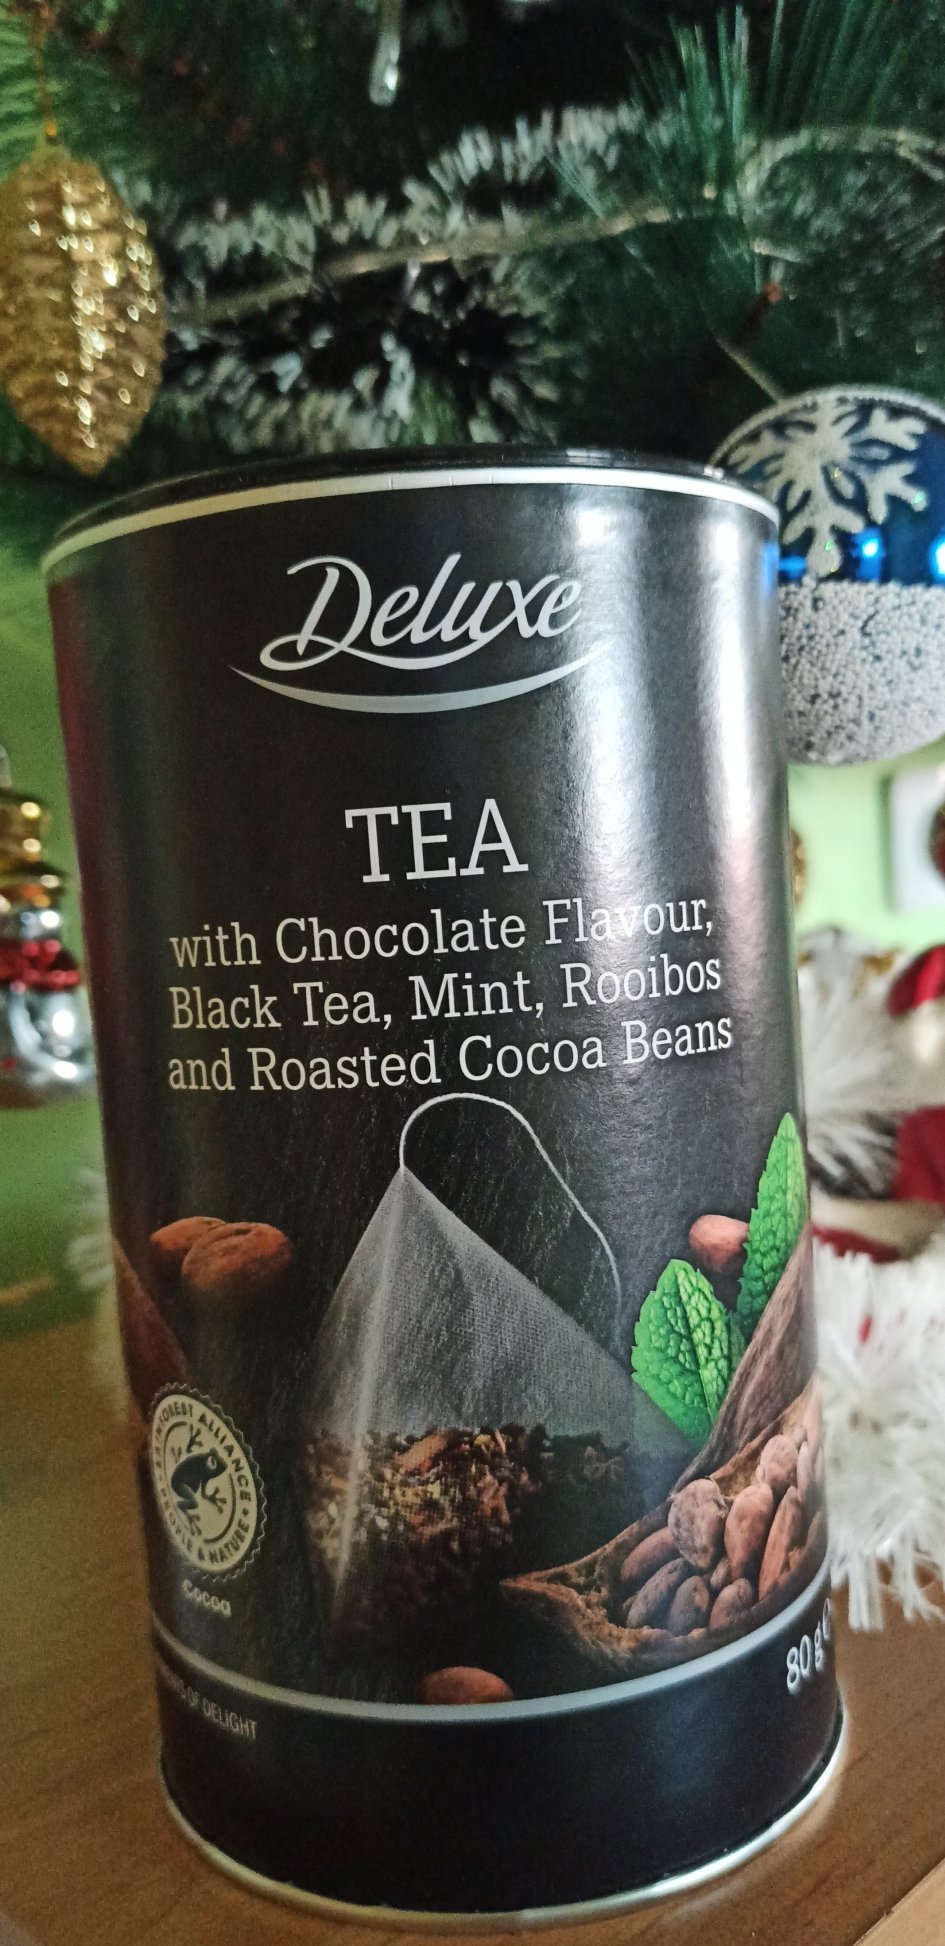 Deluxe
TEA
with Chocolate Flavour,
Black Tea, Mint, Rooibos
and Roasted Cocoa Beans
RAINFOREST ALLIANCE
PEOPLE & NATURE
Cocoa
OF DELIGHT
80 g